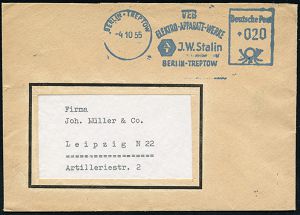 BERLIN-TREPTOW
-4.10.55
VEB
ELEKTRO-APPARATE-WERKE
J.W. Stalin
BERLIN-TREPTOW
Deutsche Post
020
Firma
Joh. Müller & Co.
Leipzig N 22
Artilleriestr. 2